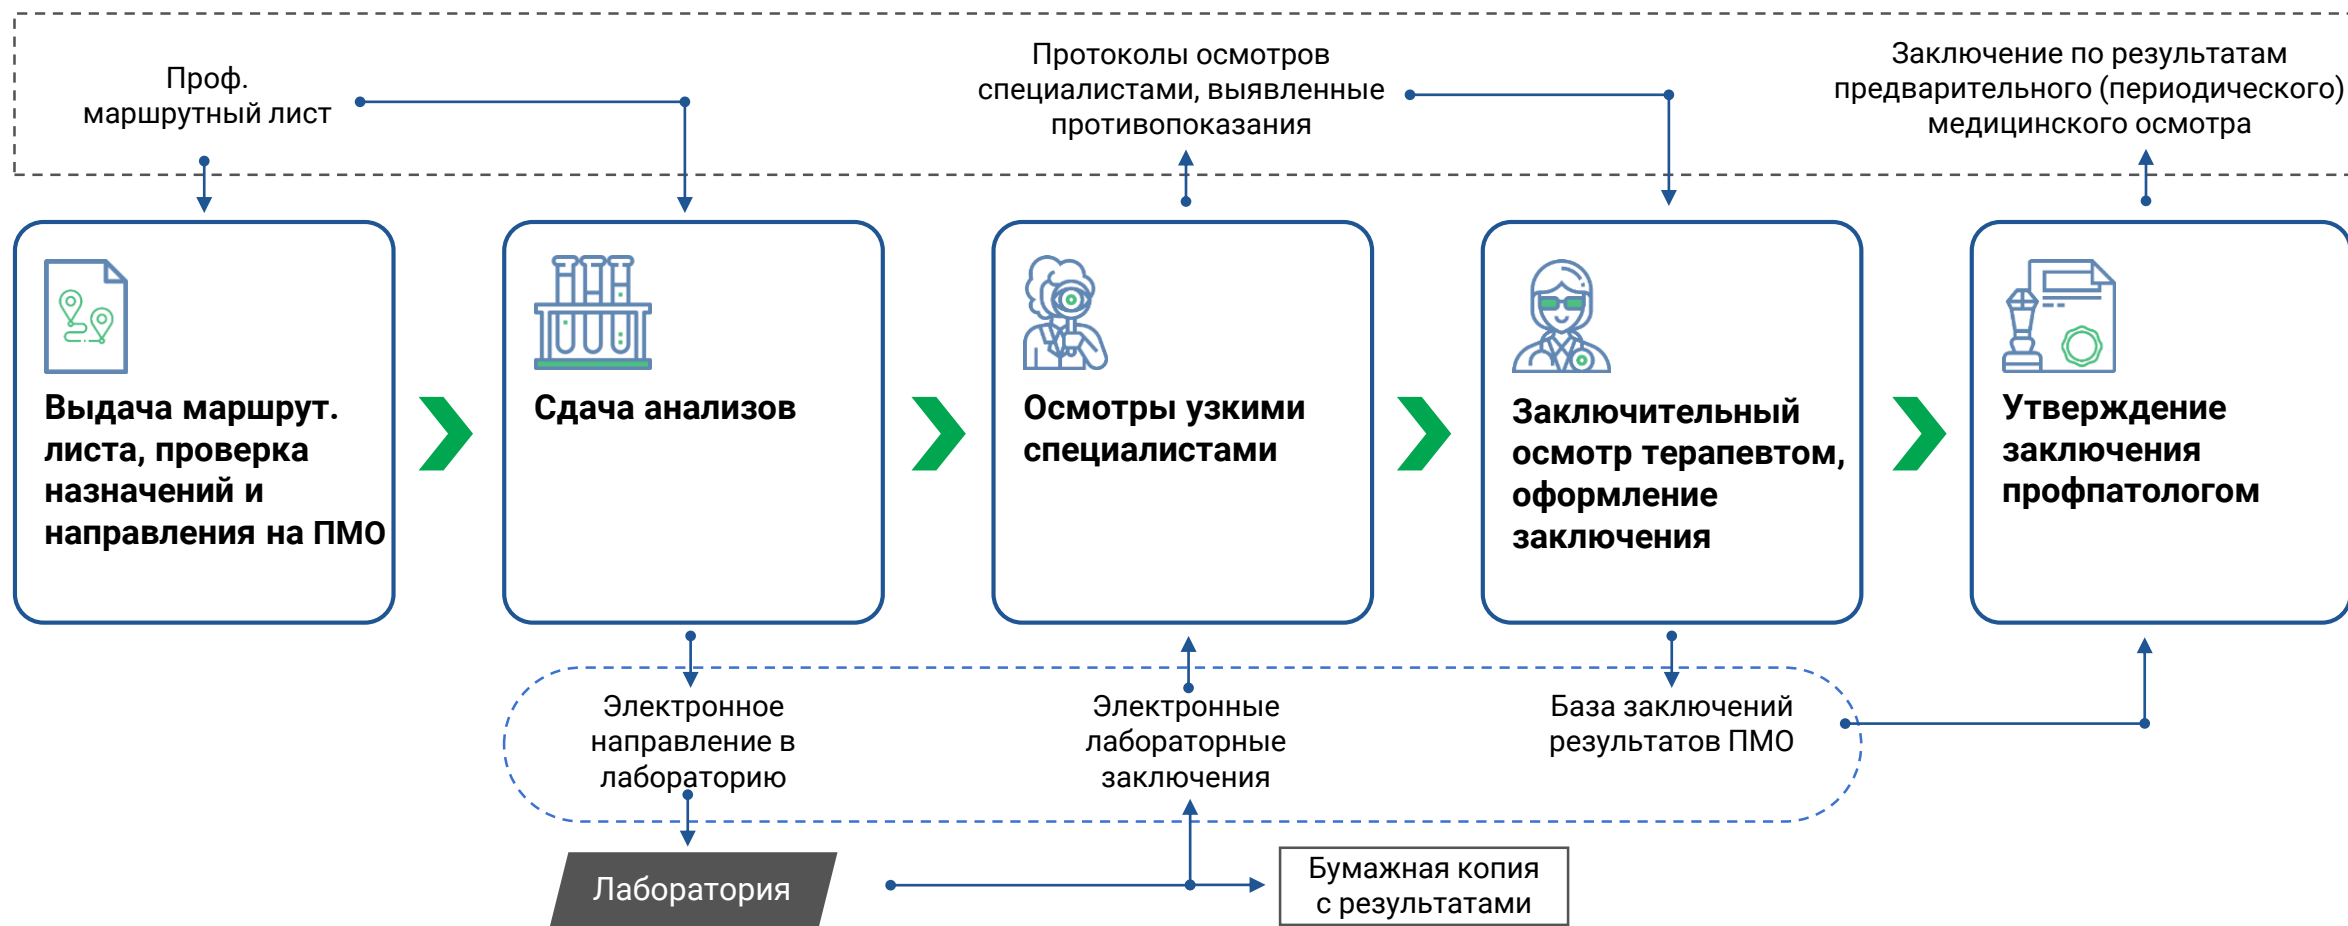 Проф.
маршрутный лист
Протоколы осмотров
специалистами, выявленные
противопоказания
Заключение по результатам
предварительного (периодического)
медицинского осмотра
Выдача маршрут.
листа, проверка
назначений и
направления на ПМО
Сдача анализов
Осмотры узкими
специалистами
Заключительный
осмотр терапевтом,
оформление
заключения
Утверждение
заключения
профпатологом
Электронное
направление в
лабораторию
Электронные
лабораторные
заключения
База заключений
результатов ПМО
Лаборатория
Бумажная копия
с результатами